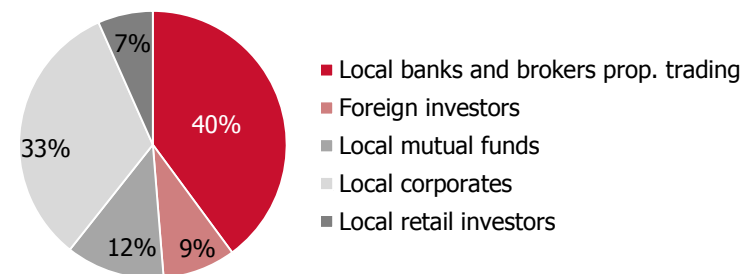 7%
40%
33%
12%
9%
Local banks and brokers prop. trading
Foreign investors
Local mutual funds
Local corporates
Local retail investors